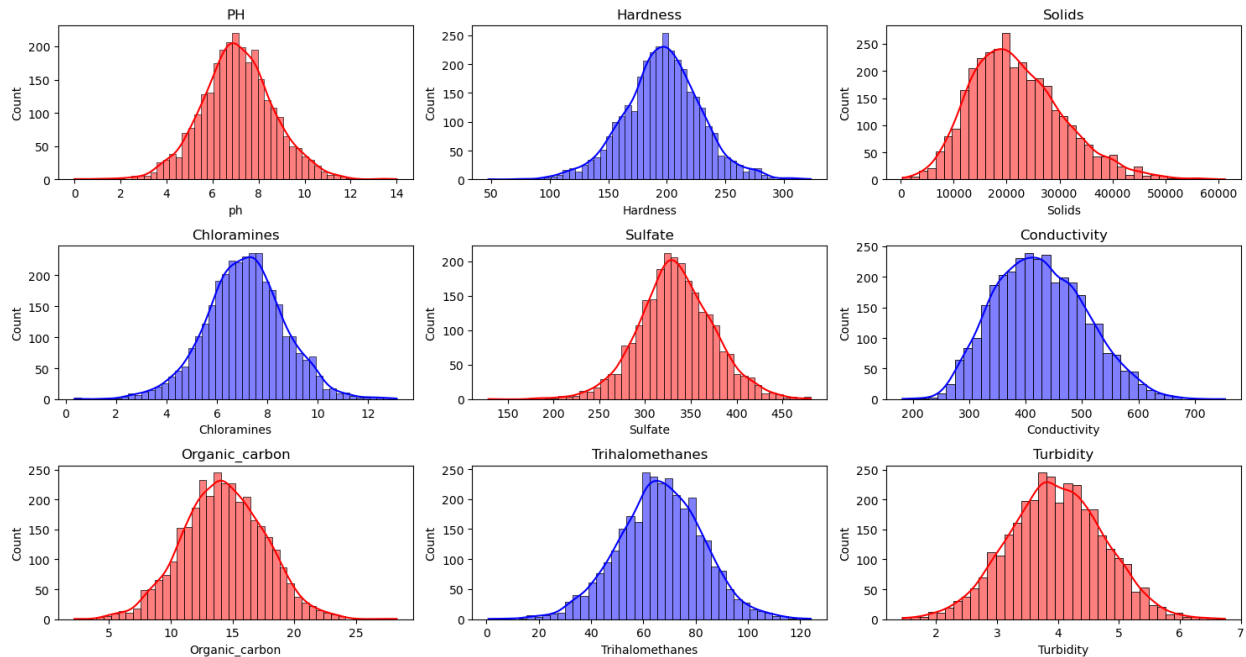 PH
Count
200
150
100
50
0
0 2 4 6 8 10 12 14
ph
Hardness
Count
250
200
150
100
50
0
50 100 150 200 250 300
Hardness
Solids
Count
250
200
150
100
50
0
0 10000 20000 30000 40000 50000 60000
Solids
Chloramines
Count
200
150
100
50
0
0 2 4 6 8 10 12
Chloramines
Sulfate
Count
200
150
100
50
0
150 200 250 300 350 400 450
Sulfate
Conductivity
Count
250
200
150
100
50
0
200 300 400 500 600 700
Conductivity
Organic_carbon
Count
250
200
150
100
50
0
5 10 15 20 25
Organic_carbon
Trihalomethanes
Count
250
200
150
100
50
0
0 20 40 60 80 100 120
Trihalomethanes
Turbidity
Count
250
200
150
100
50
0
2 3 4 5 6 7
Turbidity